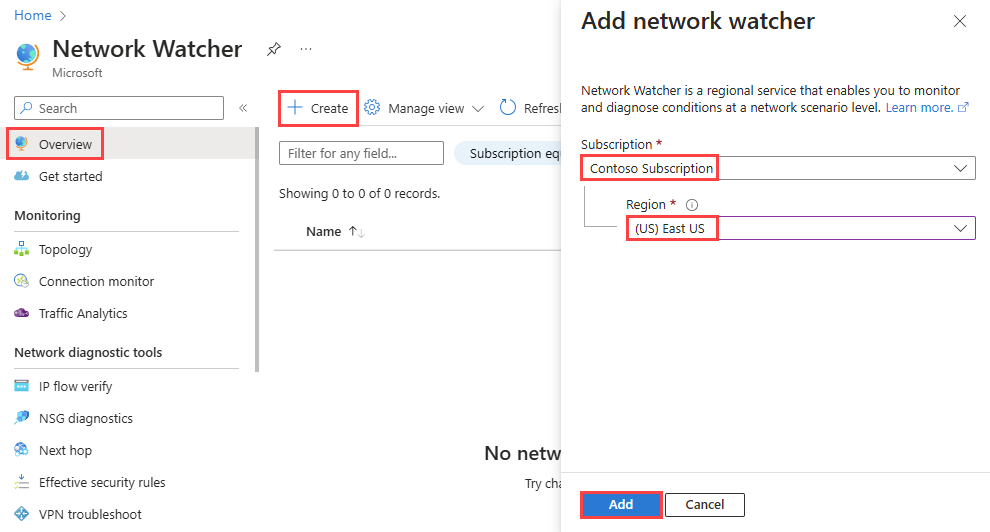 Home
Network Watcher
Microsoft
Search
Overview
Get started
Monitoring
Topology
Connection monitor
Traffic Analytics
Network diagnostic tools
IP flow verify
NSG diagnostics
Next hop
Effective security rules
VPN troubleshoot
Create Manage view Refresh
Filter for any field... Subscription equ
Showing 0 to 0 of 0 records.
Name
No netw
Try cha
Add network watcher
Network Watcher is a regional service that enables you to monitor
and diagnose conditions at a network scenario level. Learn more.
Subscription *
Contoso Subscription
Region *
(US) East US
Add Cancel